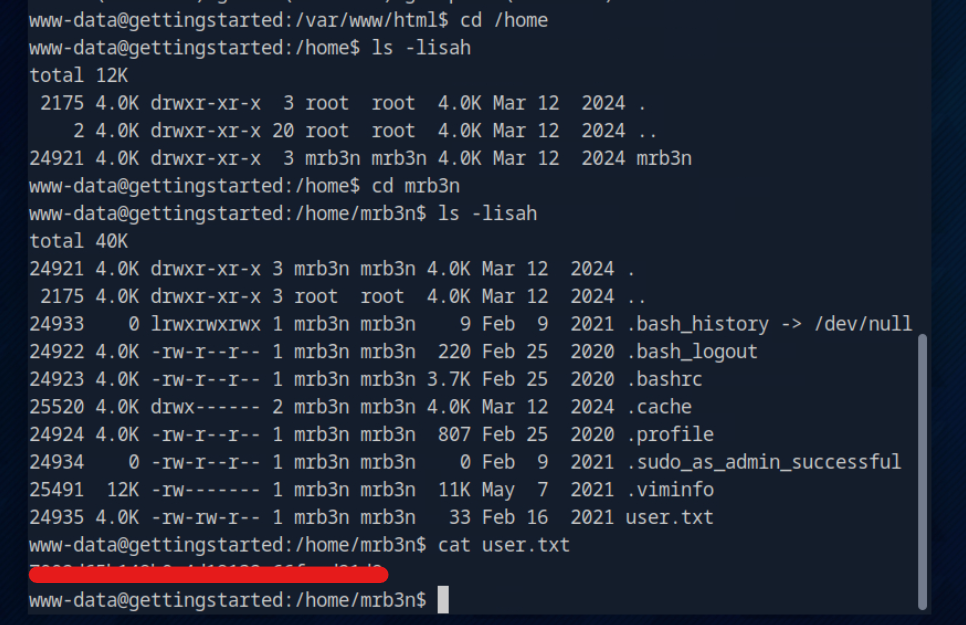 www-data@gettingstarted:/var/www/html$ cd /home
www-data@gettingstarted:/home$ ls -lisah
total 12K
 2175 4.0K drwxr-xr-x  3 root  root  4.0K Mar 12  2024 .
    2 4.0K drwxr-xr-x 20 root  root  4.0K Mar 12  2024 ..
24921 4.0K drwxr-xr-x  3 mrb3n mrb3n 4.0K Mar 12  2024 mrb3n
www-data@gettingstarted:/home$ cd mrb3n
www-data@gettingstarted:/home/mrb3n$ ls -lisah
total 40K
24921 4.0K drwxr-xr-x 3 mrb3n mrb3n 4.0K Mar 12  2024 .
 2175 4.0K drwxr-xr-x 3 root  root  4.0K Mar 12  2024 ..
24933    0 lrwxrwxrwx 1 mrb3n mrb3n    9 Feb  9  2021 .bash_history -> /dev/null
24922 4.0K -rw-r--r-- 1 mrb3n mrb3n  220 Feb 25  2020 .bash_logout
24923 4.0K -rw-r--r-- 1 mrb3n mrb3n 3.7K Feb 25  2020 .bashrc
25520 4.0K drwx------ 2 mrb3n mrb3n 4.0K Mar 12  2024 .cache
24924 4.0K -rw-r--r-- 1 mrb3n mrb3n  807 Feb 25  2020 .profile
24934    0 -rw-r--r-- 1 mrb3n mrb3n    0 Feb  9  2021 .sudo_as_admin_successful
25491  12K -rw------- 1 mrb3n mrb3n  11K May  7  2021 .viminfo
24935 4.0K -rw-rw-r-- 1 mrb3n mrb3n   33 Feb 16  2021 user.txt
www-data@gettingstarted:/home/mrb3n$ cat user.txt
www-data@gettingstarted:/home/mrb3n$